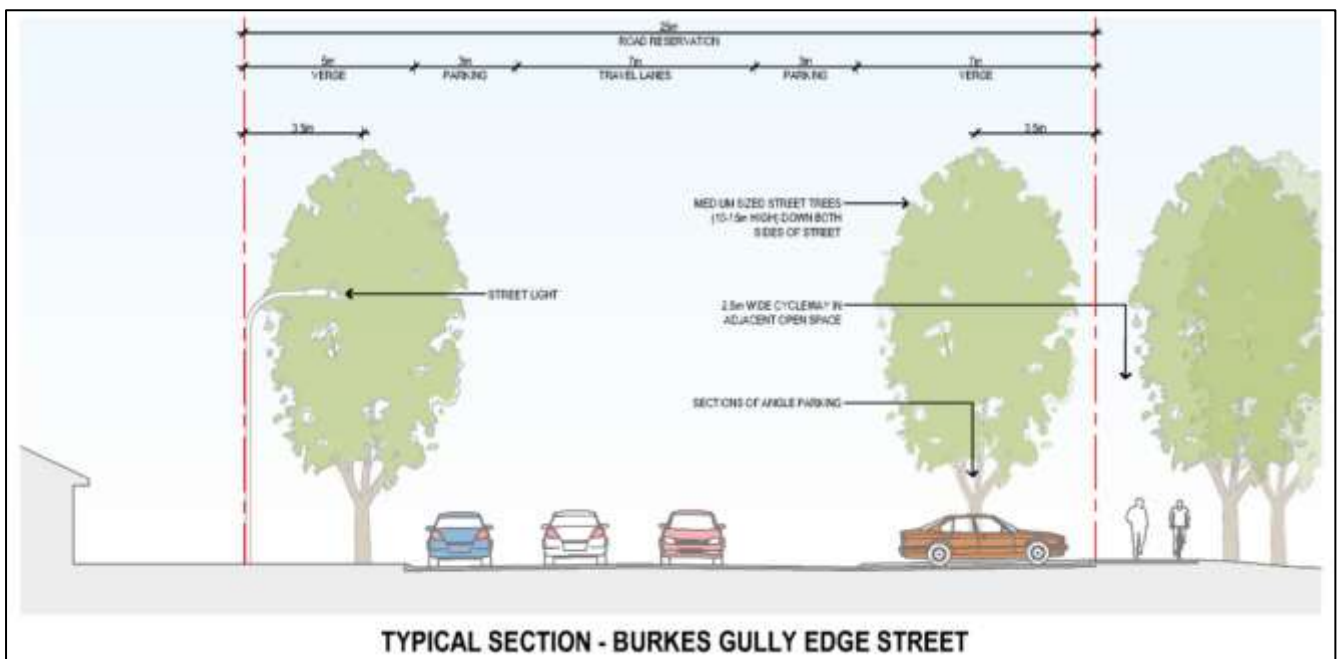 25m
ROAD RESERVATION
5m
VERGE
3m
PARKING
7m
TRAVEL LANES
3m
PARKING
7m
VERGE
3.5m
3.5m
MEDIUM SIZED STREET TREES
(10-15m HIGH) DOWN BOTH
SIDES OF STREET
STREET LIGHT
2.5m WIDE CYCLEWAY IN
ADJACENT OPEN SPACE
SECTIONS OF ANGLE PARKING
TYPICAL SECTION - BURKES GULLY EDGE STREET